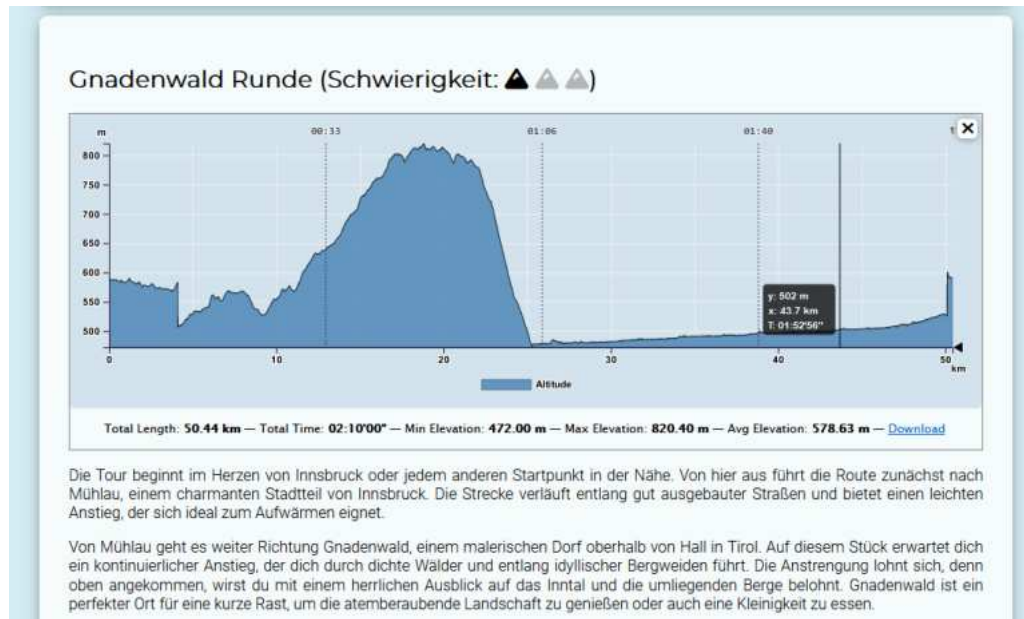 Gnadenwald Runde (Schwierigkeit: )
m 00:33 01:06 01:40
800
750
700
650
600
550
500
y: 502 m
x: 43.7 km
T: 01:52'56"
0 10 20 30 40 50
km
Altitude
Total Length: 50.44 km — Total Time: 02:10'00" — Min Elevation: 472.00 m — Max Elevation: 820.40 m — Avg Elevation: 578.63 m — Download
Die Tour beginnt im Herzen von Innsbruck oder jedem anderen Startpunkt in der Nähe. Von hier aus führt die Route zunächst nach
Mühlau, einem charmanten Stadtteil von Innsbruck. Die Strecke verläuft entlang gut ausgebauter Straßen und bietet einen leichten
Anstieg, der sich ideal zum Aufwärmen eignet.
Von Mühlau geht es weiter Richtung Gnadenwald, einem malerischen Dorf oberhalb von Hall in Tirol. Auf diesem Stück erwartet dich
ein kontinuierlicher Anstieg, der dich durch dichte Wälder und entlang idyllischer Bergweiden führt. Die Anstrengung lohnt sich, denn
oben angekommen, wirst du mit einem herrlichen Ausblick auf das Inntal und die umliegenden Berge belohnt. Gnadenwald ist ein
perfekter Ort für eine kurze Rast, um die atemberaubende Landschaft zu genießen oder auch eine Kleinigkeit zu essen.